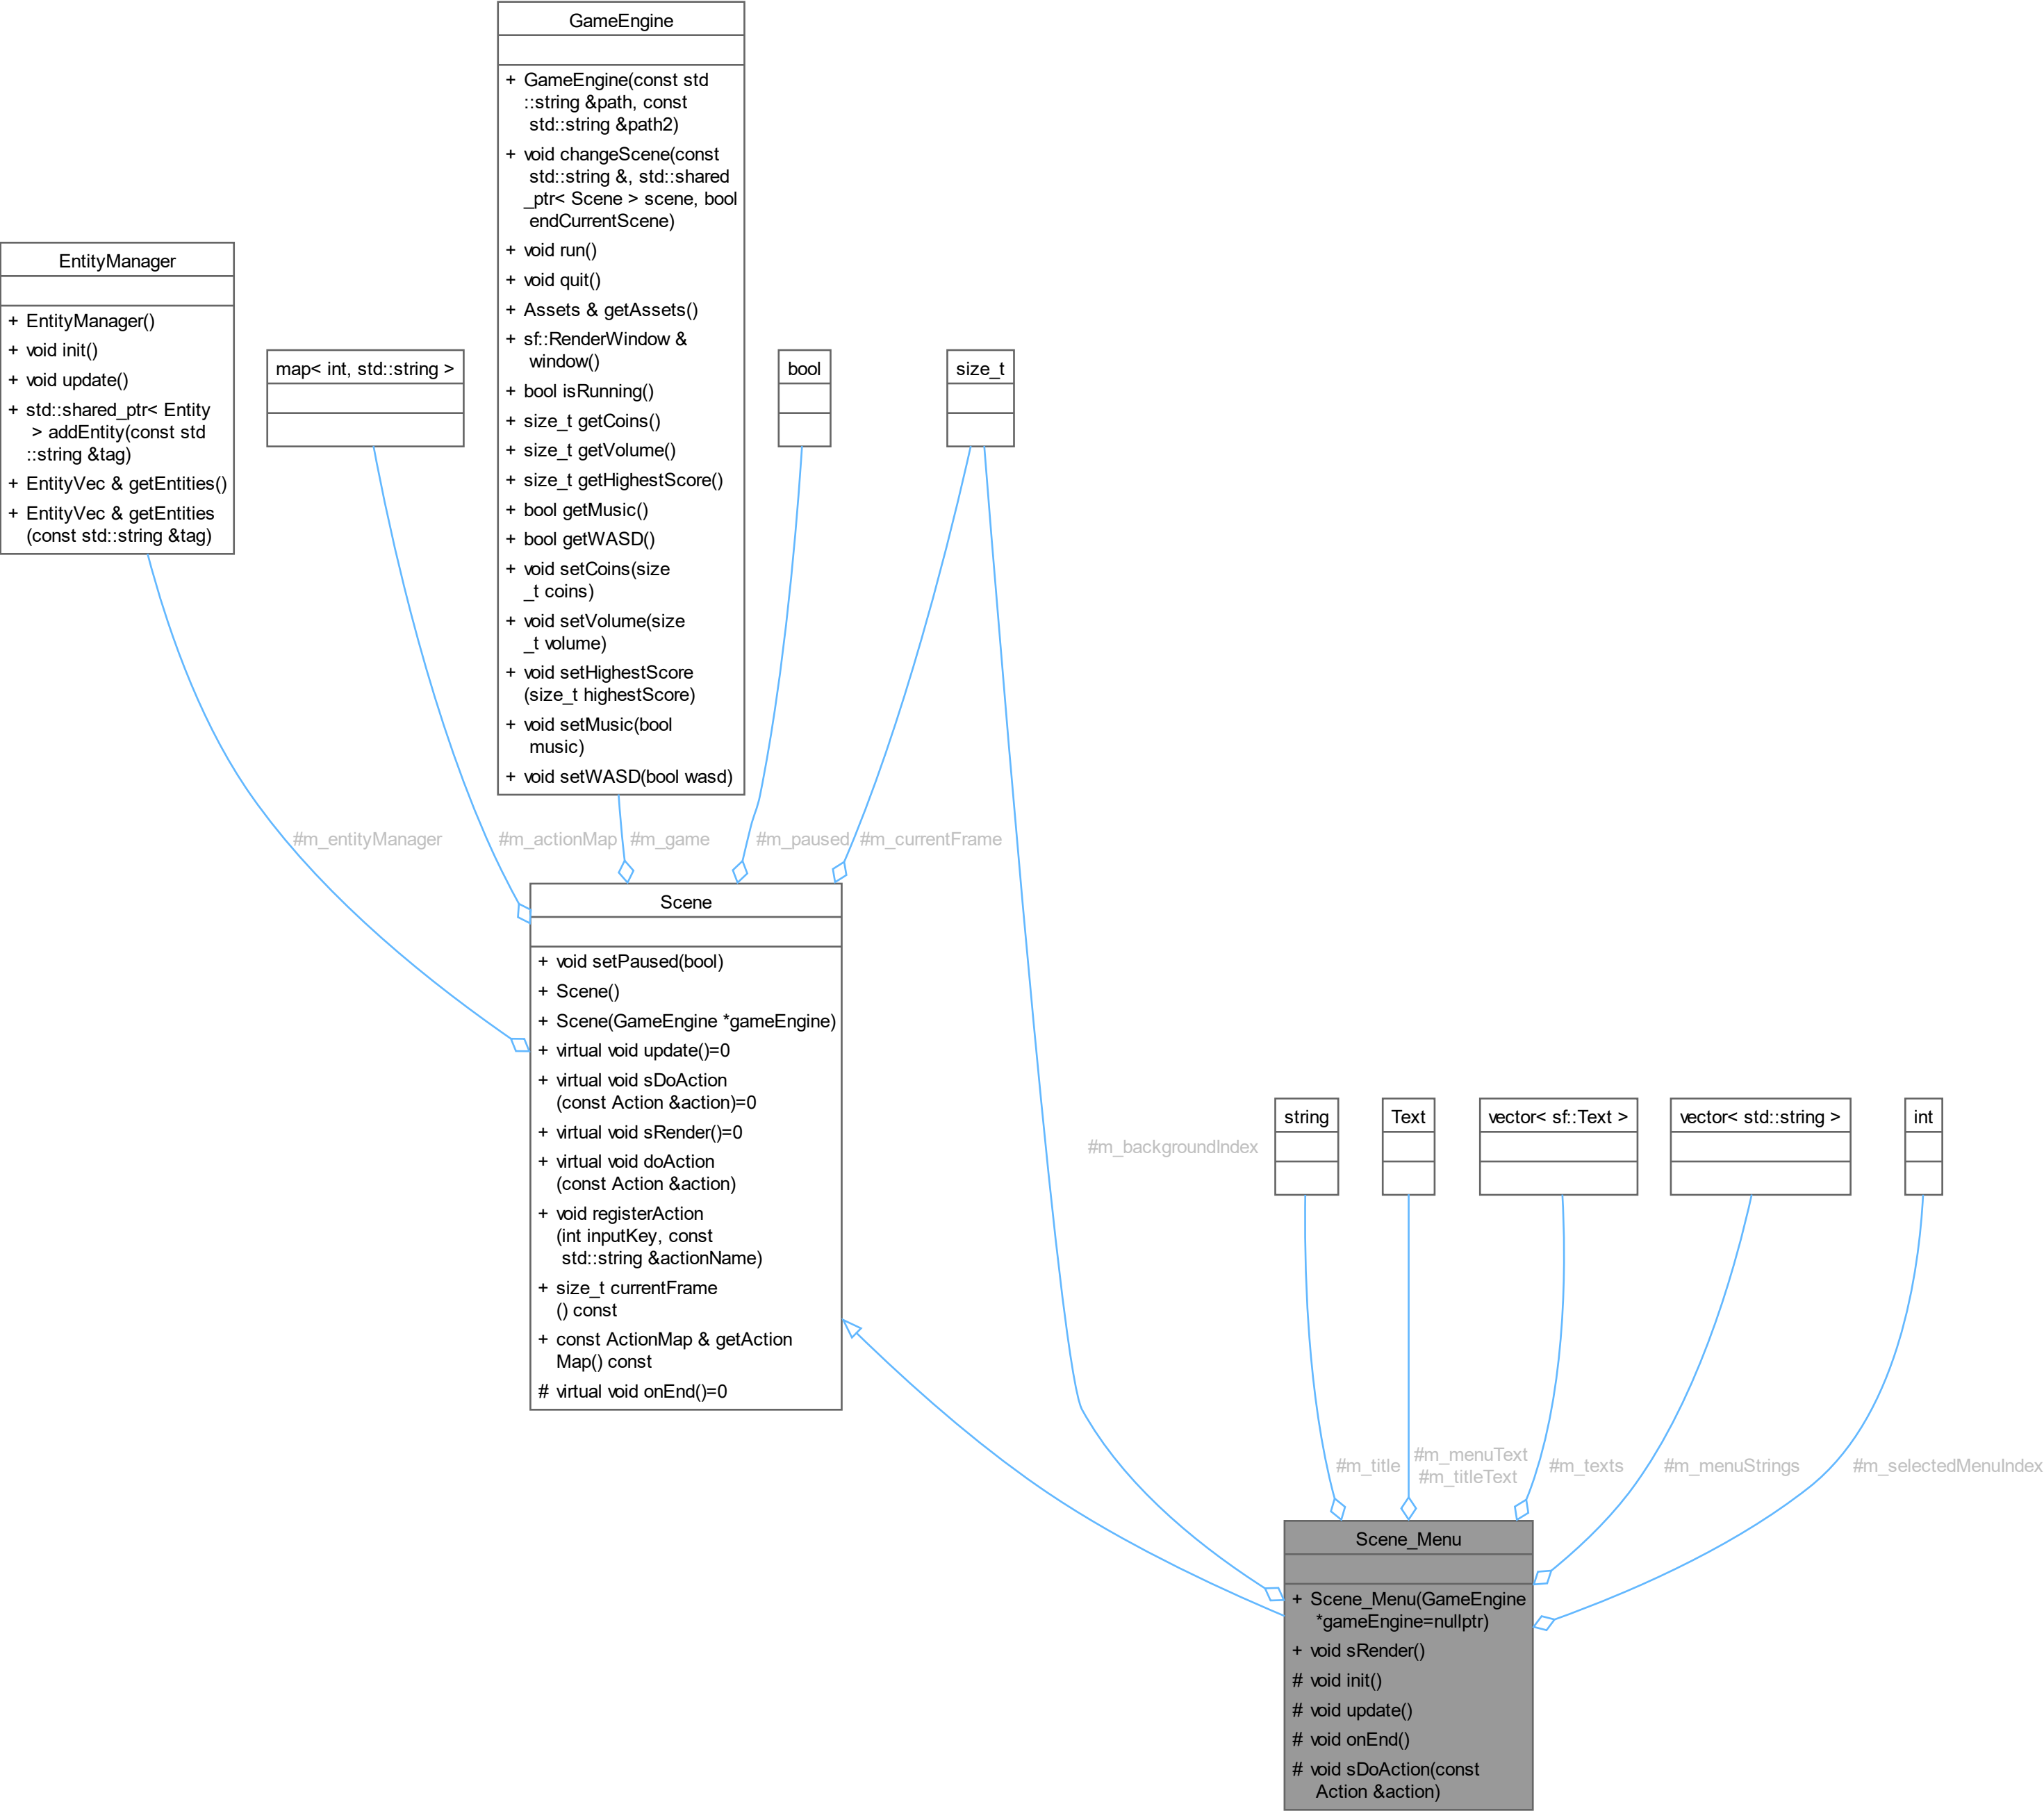 GameEngine
+ GameEngine(const std
::string &path, const
std::string &path2)
+ void changeScene(const
std::string &, std::shared
_ptr< Scene > scene, bool
endCurrentScene)
+ void run()
+ void quit()
+ Assets & getAssets()
+ sf::RenderWindow &
window()
+ bool isRunning()
+ size_t getCoins()
+ size_t getVolume()
+ size_t getHighestScore()
+ bool getMusic()
+ bool getWASD()
+ void setCoins(size
_t coins)
+ void setVolume(size
_t volume)
+ void setHighestScore
(size_t highestScore)
+ void setMusic(bool
music)
+ void setWASD(bool wasd)
EntityManager
+ EntityManager()
+ void init()
+ void update()
+ std::shared_ptr< Entity
> addEntity(const std
::string &tag)
+ EntityVec & getEntities()
+ EntityVec & getEntities
(const std::string &tag)
map< int, std::string >
bool
size_t
#m_entityManager
#m_actionMap
#m_game
#m_paused
#m_currentFrame
Scene
+ void setPaused(bool)
+ Scene()
+ Scene(GameEngine *gameEngine)
+ virtual void update()=0
+ virtual void sDoAction
(const Action &action)=0
+ virtual void sRender()=0
+ virtual void doAction
(const Action &action)
+ void registerAction
(int inputKey, const
std::string &actionName)
+ size_t currentFrame
() const
+ const ActionMap & getAction
Map() const
# virtual void onEnd()=0
#m_backgroundIndex
string
Text
vector< sf::Text >
vector< std::string >
int
#m_title
#m_menuText
#m_titleText
#m_texts
#m_menuStrings
#m_selectedMenuIndex
Scene_Menu
+ Scene_Menu(GameEngine
*gameEngine=nullptr)
+ void sRender()
# void init()
# void update()
# void onEnd()
# void sDoAction(const
Action &action)